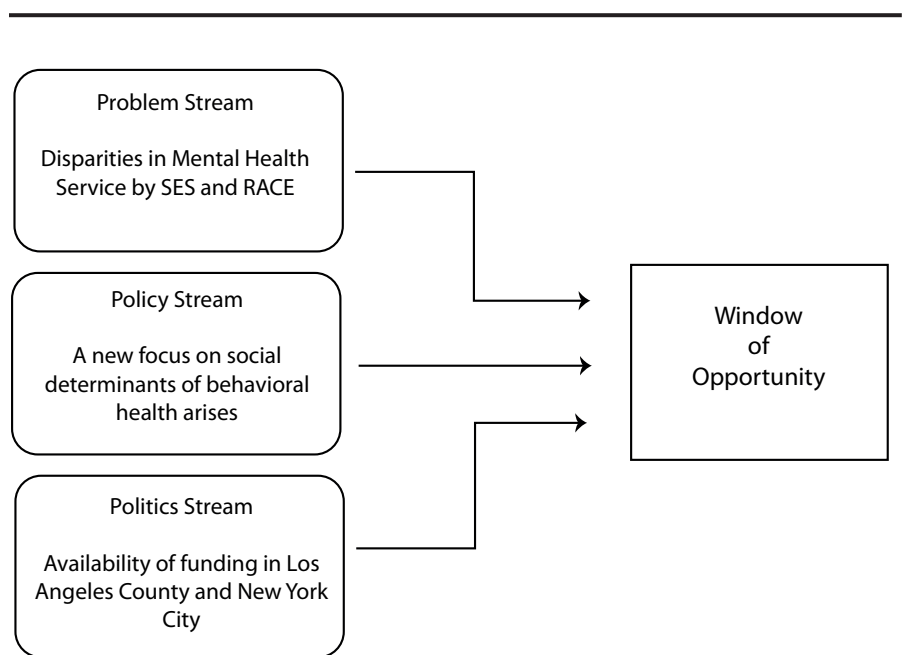 Problem Stream
Disparities in Mental Health
Service by SES and RACE
Policy Stream
A new focus on social
determinants of behavioral
health arises
Politics Stream
Availability of funding in Los
Angeles County and New York
City
Window
of
Opportunity